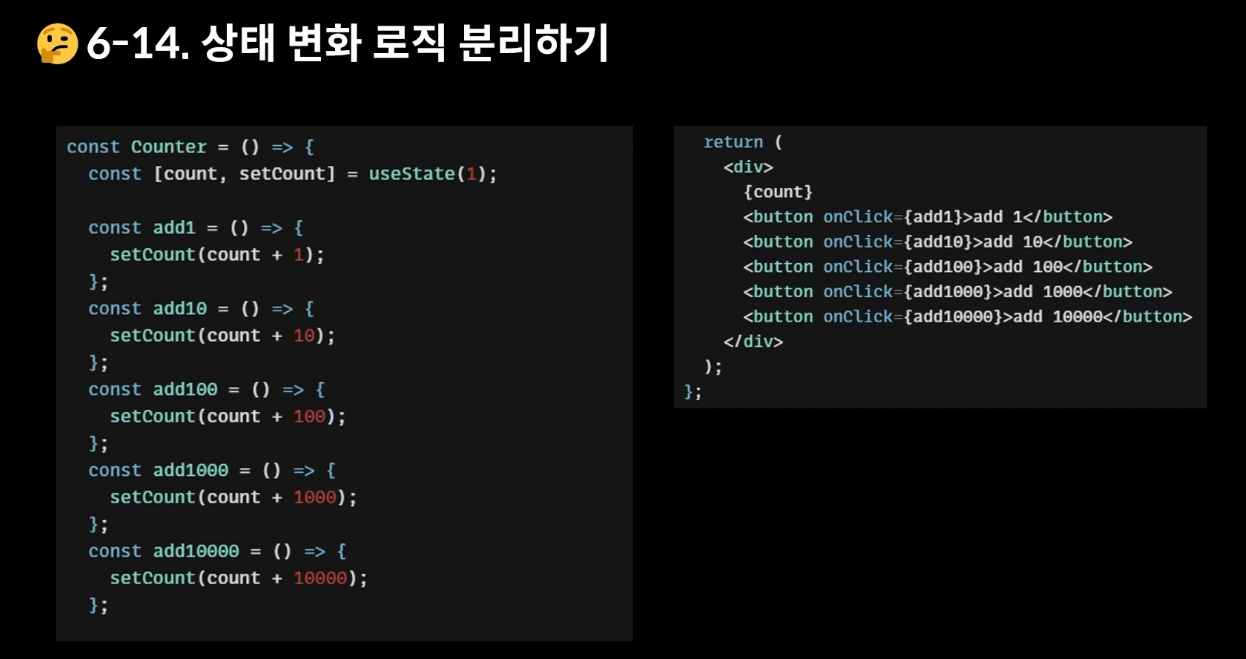 🤔 6-14. 상태 변화 로직 분리하기
const Counter = () => {
  const [count, setCount] = useState(1);

  const add1 = () => {
    setCount(count + 1);
  };
  const add10 = () => {
    setCount(count + 10);
  };
  const add100 = () => {
    setCount(count + 100);
  };
  const add1000 = () => {
    setCount(count + 1000);
  };
  const add10000 = () => {
    setCount(count + 10000);
  };
  return (
    <div>
      {count}
      <button onClick={add1}>add 1</button>
      <button onClick={add10}>add 10</button>
      <button onClick={add100}>add 100</button>
      <button onClick={add1000}>add 1000</button>
      <button onClick={add10000}>add 10000</button>
    </div>
  );
};